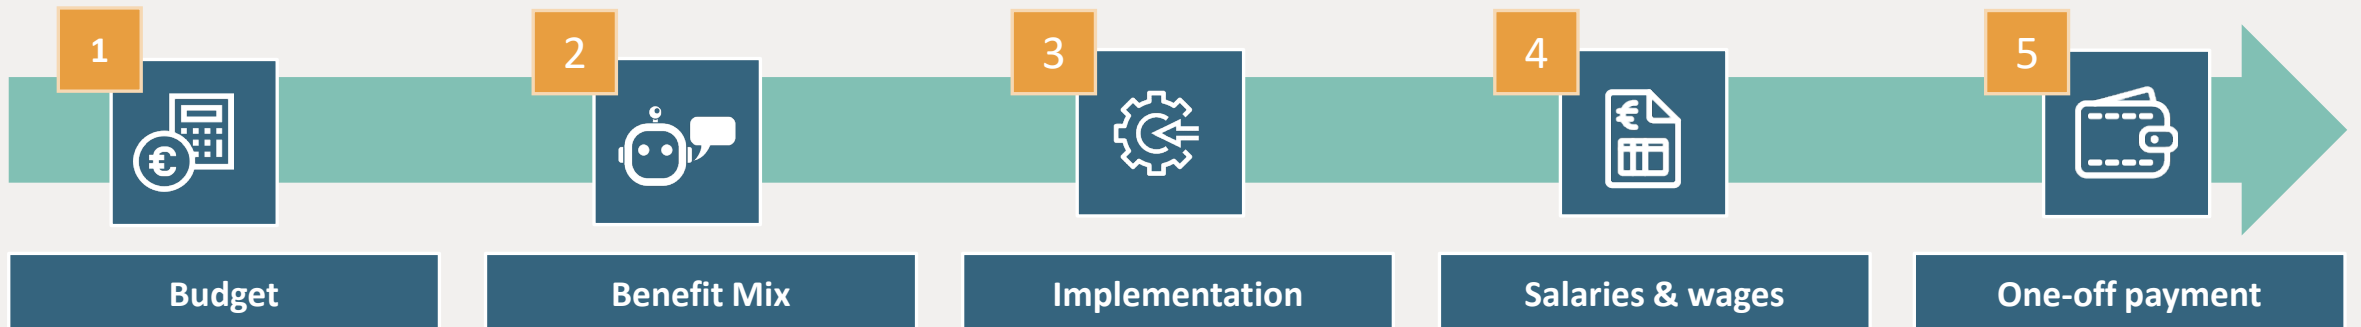 1
2
3
4
5
€
€
Budget
Benefit Mix
Implementation
Salaries & wages
One-off payment